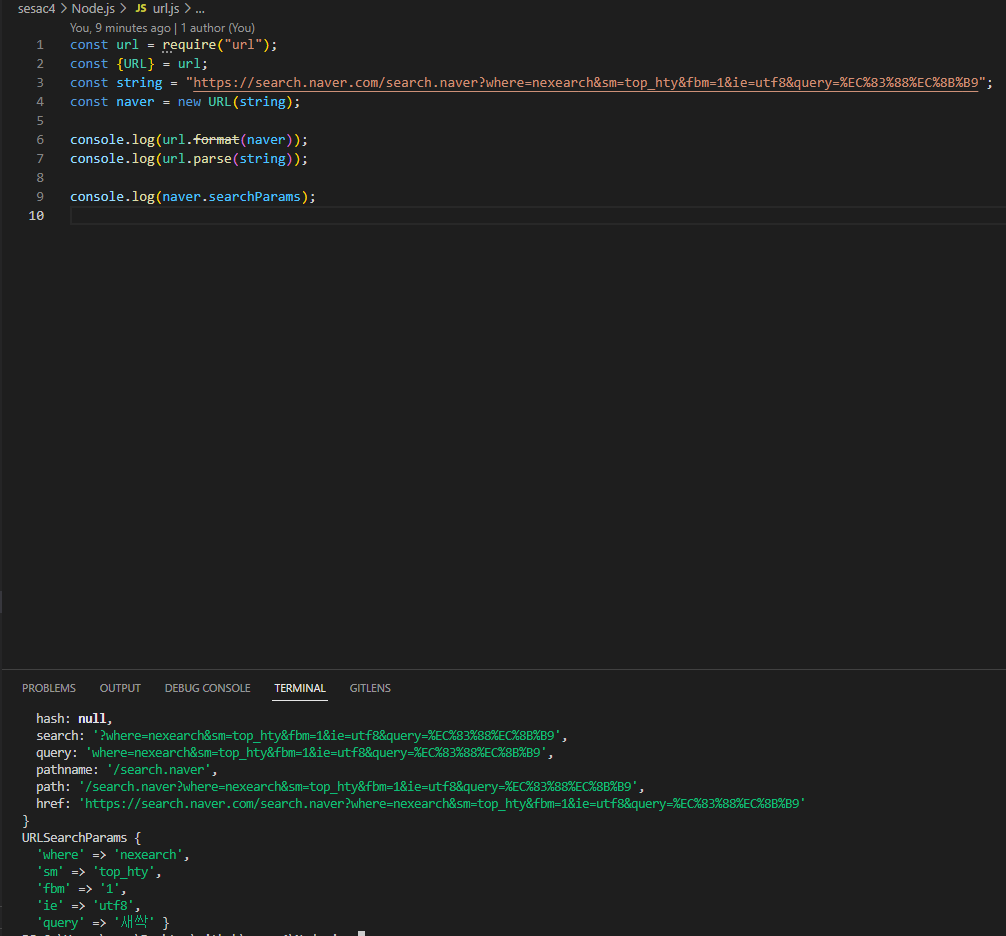 sesac4 > Node.js > JS url.js > ...
You, 9 minutes ago | 1 author (You)
1 const url = require("url");
2 const {URL} = url;
3 const string = "https://search.naver.com/search.naver?where=nexearch&sm=top_hty&fbm=1&ie=utf8&query=%EC%83%88%EC%8B%B9";
4 const naver = new URL(string);
5
6 console.log(url.format(naver));
7 console.log(url.parse(string));
8
9 console.log(naver.searchParams);
10
PROBLEMS OUTPUT DEBUG CONSOLE TERMINAL GITLENS
hash: null,
search: '?where=nexearch&sm=top_hty&fbm=1&ie=utf8&query=%EC%83%88%EC%8B%B9',
query: 'where=nexearch&sm=top_hty&fbm=1&ie=utf8&query=%EC%83%88%EC%8B%B9',
pathname: '/search.naver',
path: '/search.naver?where=nexearch&sm=top_hty&fbm=1&ie=utf8&query=%EC%83%88%EC%8B%B9',
href: 'https://search.naver.com/search.naver?where=nexearch&sm=top_hty&fbm=1&ie=utf8&query=%EC%83%88%EC%8B%B9'
}
URLSearchParams {
'where' => 'nexearch',
'sm' => 'top_hty',
'fbm' => '1',
'ie' => 'utf8',
'query' => '새싹' }